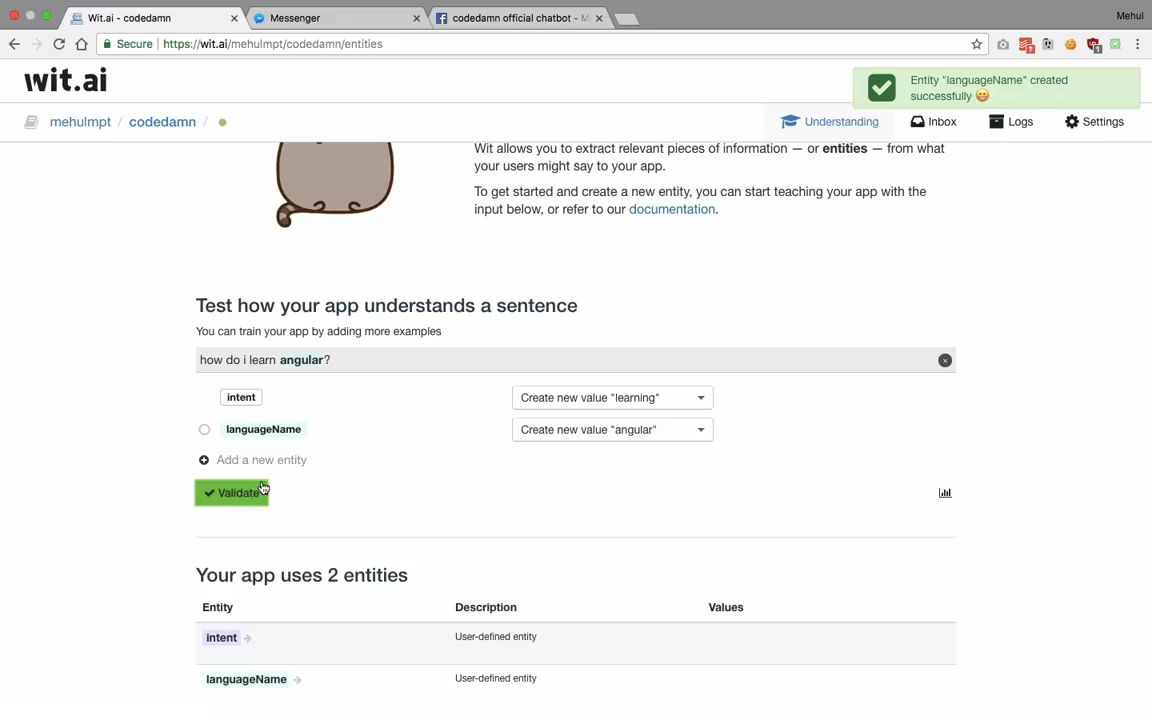 Wit.ai - codedamn
Messenger
codedamn official chatbot - M
Mehul
Secure
https://wit.ai/mehulmpt/codedamn/entities
wit.ai
Entity "languageName" created
successfully 😁
mehulmpt / codedamn /
Understanding
Inbox
Logs
Settings
Wit allows you to extract relevant pieces of information — or entities — from what
your users might say to your app.
To get started and create a new entity, you can start teaching your app with the
input below, or refer to our documentation.
Test how your app understands a sentence
You can train your app by adding more examples
how do i learn angular?
intent
Create new value "learning"
languageName
Create new value "angular"
Add a new entity
Validate
Your app uses 2 entities
Entity
Description
Values
intent
User-defined entity
languageName
User-defined entity